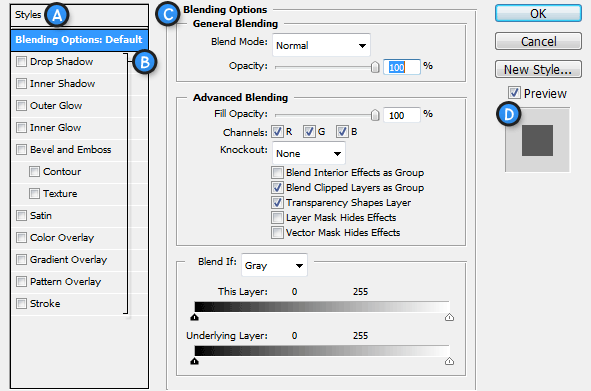 Styles A
Blending Options: Default
Drop Shadow
B
Inner Shadow
Outer Glow
Inner Glow
Bevel and Emboss
Contour
Texture
Satin
Color Overlay
Gradient Overlay
Pattern Overlay
Stroke
C Blending Options
General Blending
Blend Mode: Normal
Opacity: 100 %
Advanced Blending
Fill Opacity: 100 %
Channels: R G B
Knockout: None
Blend Interior Effects as Group
Blend Clipped Layers as Group
Transparency Shapes Layer
Layer Mask Hides Effects
Vector Mask Hides Effects
Blend If: Gray
This Layer: 0 255
Underlying Layer: 0 255
OK
Cancel
New Style...
Preview
D